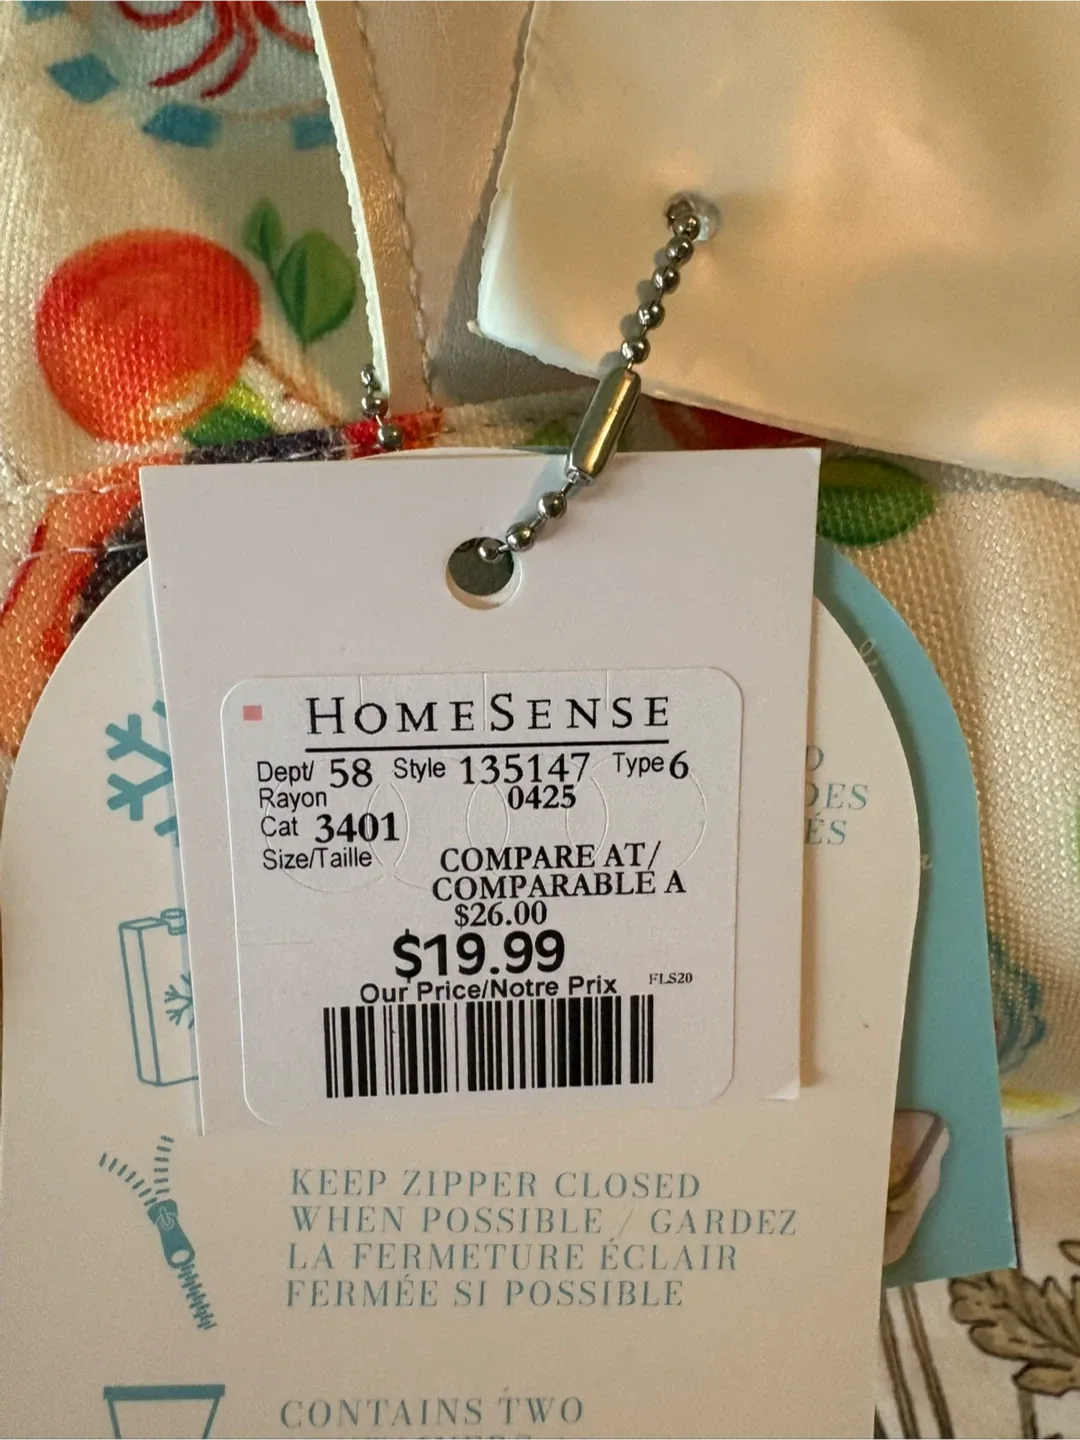 HOMESENSE
Dept/ 58 Style 135147 Type 6
Rayon 0425
Cat 3401
Size/Taille
COMPARE AT/
COMPARABLE A
$26.00
$19.99
Our Price/Notre Prix FLS20
DES
ÉS
KEEP ZIPPER CLOSED
WHEN POSSIBLE / GARDEZ
LA FERMETURE ÉCLAIR
FERMÉE SI POSSIBLE
CONTAINS TWO